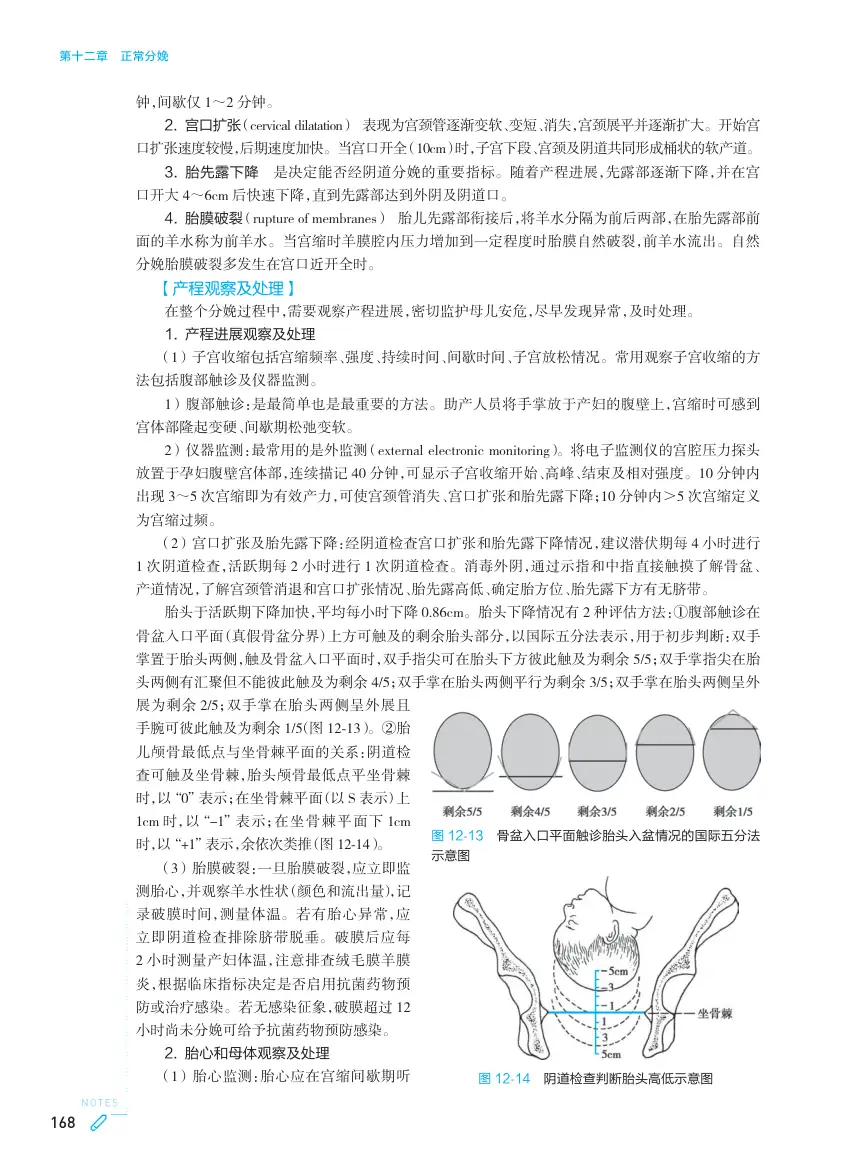 第十二章　正常分娩
钟,间歇仅 1～2 分钟。
2. 宫口扩张(cervical dilatation)　表现为宫颈管逐渐变软、变短、消失,宫颈展平并逐渐扩大。开始宫
口扩张速度较慢,后期速度加快。当宫口开全(10cm)时,子宫下段、宫颈及阴道共同形成桶状的软产道。
3. 胎先露下降　是决定能否经阴道分娩的重要指标。随着产程进展,先露部逐渐下降,并在宫
口开大 4～6cm 后快速下降,直到先露部达到外阴及阴道口。
4. 胎膜破裂(rupture of membranes)　胎儿先露部衔接后,将羊水分隔为前后两部,在胎先露部前
面的羊水称为前羊水。当宫缩时羊膜腔内压力增加到一定程度时胎膜自然破裂,前羊水流出。自然
分娩胎膜破裂多发生在宫口近开全时。
【产程观察及处理】
在整个分娩过程中,需要观察产程进展,密切监护母儿安危,尽早发现异常,及时处理。
1. 产程进展观察及处理
(1)子宫收缩包括宫缩频率、强度、持续时间、间歇时间、子宫放松情况。常用观察子宫收缩的方
法包括腹部触诊及仪器监测。
1)腹部触诊:是最简单也是最重要的方法。助产人员将手掌放于产妇的腹壁上,宫缩时可感到
宫体部隆起变硬、间歇期松弛变软。
2)仪器监测:最常用的是外监测(external electronic monitoring)。将电子监测仪的宫腔压力探头
放置于孕妇腹壁宫体部,连续描记 40 分钟,可显示子宫收缩开始、高峰、结束及相对强度。10 分钟内
出现 3～5 次宫缩即为有效产力,可使宫颈管消失、宫口扩张和胎先露下降;10 分钟内>5 次宫缩定义
为宫缩过频。
(2)宫口扩张及胎先露下降:经阴道检查宫口扩张和胎先露下降情况,建议潜伏期每 4 小时进行
1 次阴道检查,活跃期每 2 小时进行 1 次阴道检查。消毒外阴,通过示指和中指直接触摸了解骨盆、
产道情况,了解宫颈管消退和宫口扩张情况、胎先露高低、确定胎方位、胎先露下方有无脐带。
胎头于活跃期下降加快,平均每小时下降 0.86cm。胎头下降情况有 2 种评估方法:①腹部触诊在
骨盆入口平面(真假骨盆分界)上方可触及的剩余胎头部分,以国际五分法表示,用于初步判断:双手
掌置于胎头两侧,触及骨盆入口平面时,双手指尖可在胎头下方彼此触及为剩余 5/5;双手掌指尖在胎
头两侧有汇聚但不能彼此触及为剩余 4/5;双手掌在胎头两侧平行为剩余 3/5;双手掌在胎头两侧呈外
展为剩余 2/5;双手掌在胎头两侧呈外展且
手腕可彼此触及为剩余 1/5(图 12-13)。②胎
儿颅骨最低点与坐骨棘平面的关系:阴道检
查可触及坐骨棘,胎头颅骨最低点平坐骨棘
时,以“0”表示;在坐骨棘平面(以 S 表示)上
1cm 时,以“–1”表示;在坐骨棘平面下 1cm
时,以“+1”表示,余依次类推(图 12-14)。
(3)胎膜破裂:一旦胎膜破裂,应立即监
测胎心,并观察羊水性状(颜色和流出量),记
录破膜时间,测量体温。若有胎心异常,应
立即阴道检查排除脐带脱垂。破膜后应每
2 小时测量产妇体温,注意排查绒毛膜羊膜
炎,根据临床指标决定是否启用抗菌药物预
防或治疗感染。若无感染征象,破膜超过 12
小时尚未分娩可给予抗菌药物预防感染。
2. 胎心和母体观察及处理
(1)胎心监测:胎心应在宫缩间歇期听
剩余5/5　剩余4/5　剩余3/5　剩余2/5　剩余1/5
图 12-13　骨盆入口平面触诊胎头入盆情况的国际五分法
示意图
–5cm
–3
–1
1
3
5cm
坐骨棘
图 12-14　阴道检查判断胎头高低示意图
NOTES
168